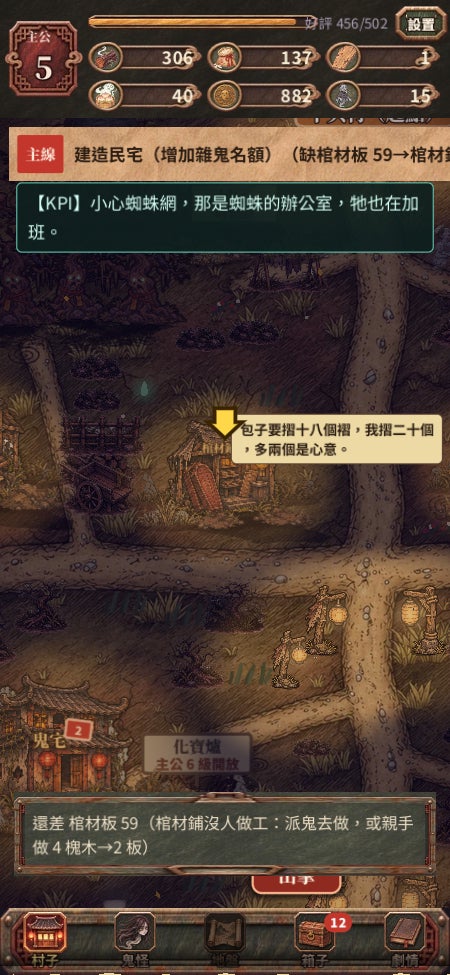 主公
5
好評 456/502
設置
306
137
1
40
882
15
主線 建造民宅（增加雜鬼名額）（缺棺材板 59→棺材
【KPI】小心蜘蛛網，那是蜘蛛的辦公室，牠也在加
班。
包子要摺十八個褶，我摺二十個
，多兩個是心意。
鬼宅
2
化寶爐
主公 6 級開放
還差 棺材板 59（棺材鋪沒人做工：派鬼去做，或親手
做 4 槐木→2 板）
12
村子
鬼怪
地盤
箱子
劇情